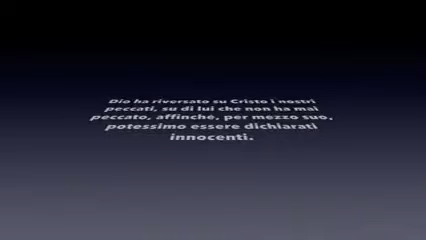 Dio ha riversato su Cristo i nostri
peccati, su di lui che non ha mai
peccato, affinchè, per mezzo suo,
potessimo essere dichiarati
innocenti.